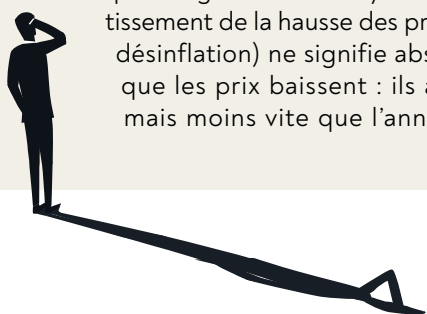 tissement de la hausse des pr
désinflation) ne signifie abs
que les prix baissent : ils a
mais moins vite que l'ann